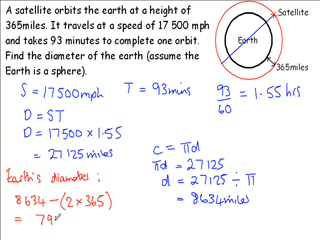 A satellite orbits the earth at a height of
365miles. It travels at a speed of 17 500 mph
and takes 93 minutes to complete one orbit.
Find the diameter of the earth (assume the
Earth is a sphere).
Satellite
Earth
365miles
S = 17500mph T = 93mins
93/60 = 1.55 hrs
D = ST
D = 17500 × 1.55
= 27125 miles
C = πd
πd = 27125
d = 27125 ÷ π
= 8634miles
Earth's diameter:
8634 - (2 × 365)
= 79